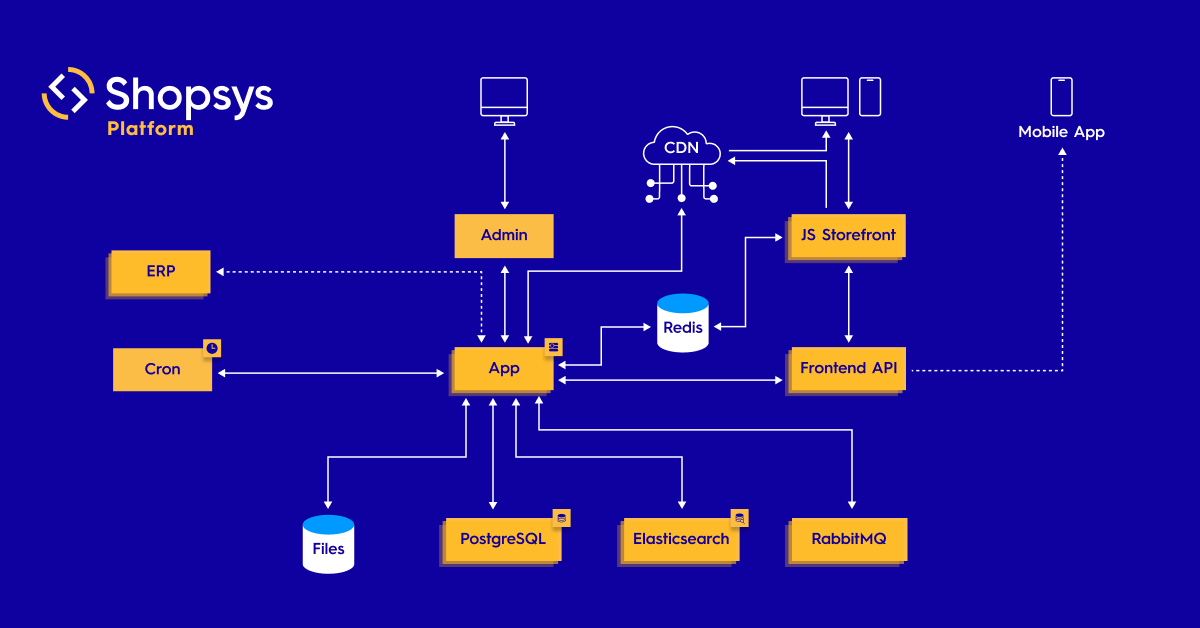 Shopsys
Platform
CDN
Mobile App
Admin
JS Storefront
ERP
Redis
Cron
App
Frontend API
Files
PostgreSQL
Elasticsearch
RabbitMQ